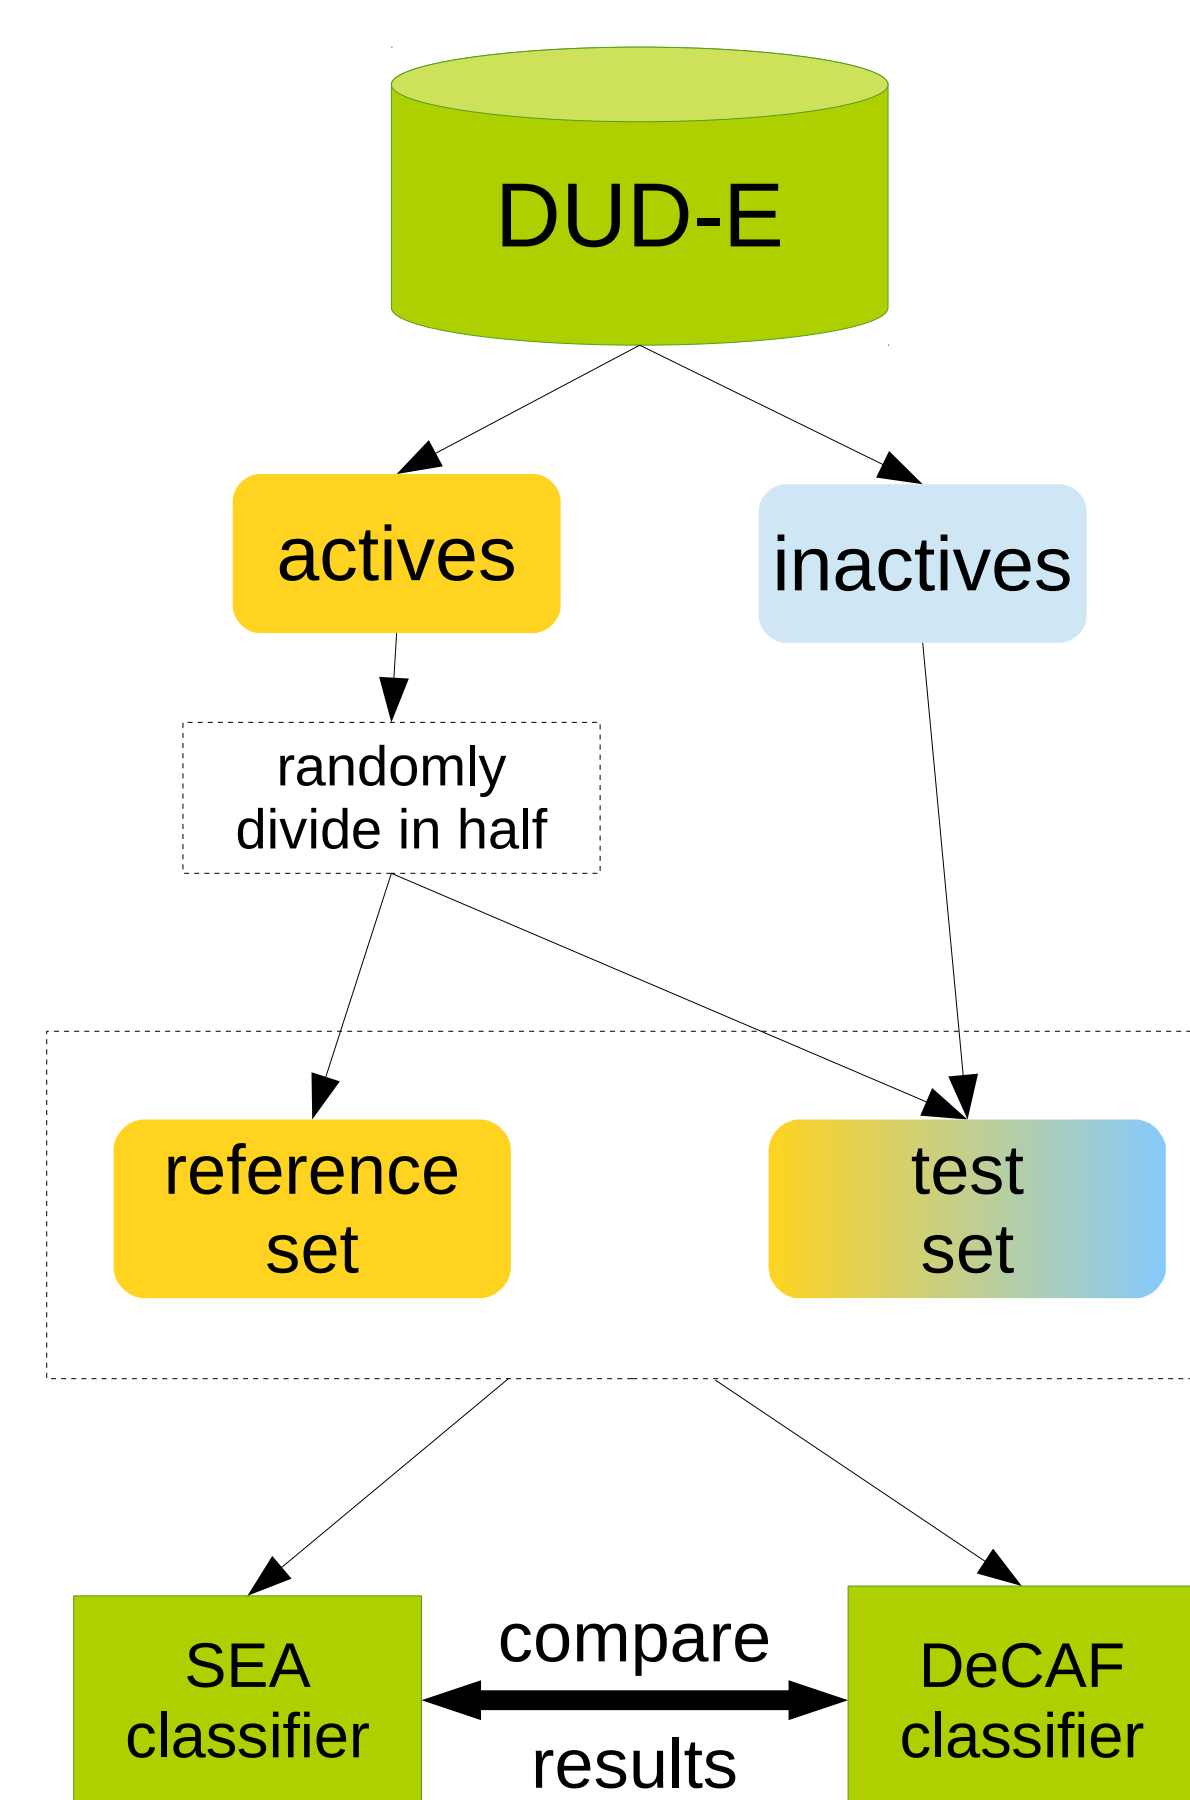 DUD-E
actives
inactives
randomly
divide in half
reference
set
test
set
SEA
classifier
compare
results
DeCAF
classifier